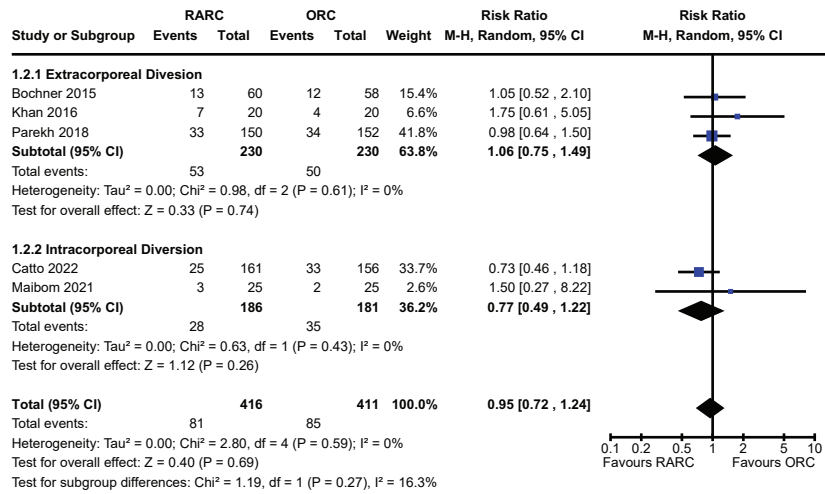 RARC ORC Risk Ratio Risk Ratio
Study or Subgroup Events Total Events Total Weight M-H, Random, 95% CI M-H, Random, 95% CI
1.2.1 Extracorporeal Divesion
Bochner 2015 13 60 12 58 15.4% 1.05 [0.52 , 2.10]
Khan 2016 7 20 4 20 6.6% 1.75 [0.61 , 5.05]
Parekh 2018 33 150 34 152 41.8% 0.98 [0.64 , 1.50]
Subtotal (95% CI) 230 230 63.8% 1.06 [0.75 , 1.49]
Total events: 53 50
Heterogeneity: Tau² = 0.00; Chi² = 0.98, df = 2 (P = 0.61); I² = 0%
Test for overall effect: Z = 0.33 (P = 0.74)
1.2.2 Intracorporeal Diversion
Catto 2022 25 161 33 156 33.7% 0.73 [0.46 , 1.18]
Maibom 2021 3 25 2 25 2.6% 1.50 [0.27 , 8.22]
Subtotal (95% CI) 186 181 36.2% 0.77 [0.49 , 1.22]
Total events: 28 35
Heterogeneity: Tau² = 0.00; Chi² = 0.63, df = 1 (P = 0.43); I² = 0%
Test for overall effect: Z = 1.12 (P = 0.26)
Total (95% CI) 416 411 100.0% 0.95 [0.72 , 1.24]
Total events: 81 85
Heterogeneity: Tau² = 0.00; Chi² = 2.80, df = 4 (P = 0.59); I² = 0%
Test for overall effect: Z = 0.40 (P = 0.69)
Test for subgroup differences: Chi² = 1.19, df = 1 (P = 0.27), I² = 16.3%
0.1 0.2 0.5 1 2 5 10
Favours RARC Favours ORC